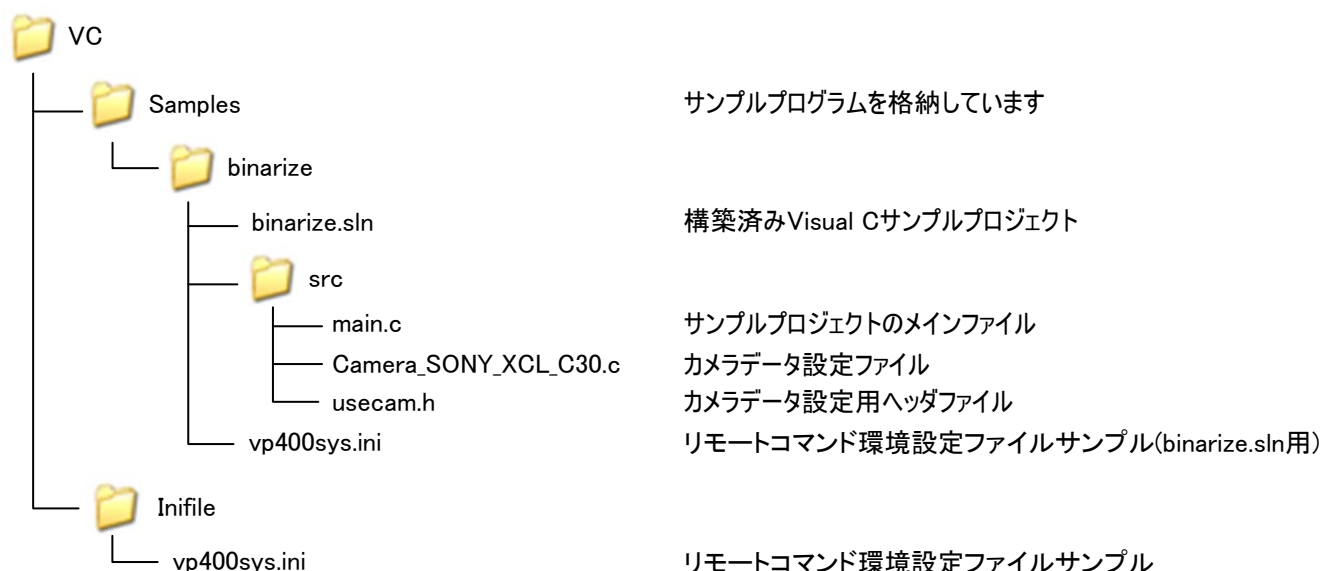 VC
Samples サンプルプログラムを格納しています
binarize
binarize.sln 構築済みVisual Cサンプルプロジェクト
src
main.c サンプルプロジェクトのメインファイル
Camera_SONY_XCL_C30.c カメラデータ設定ファイル
usecam.h カメラデータ設定用ヘッダファイル
vp400sys.ini リモートコマンド環境設定ファイルサンプル(binarize.sln用)
Inifile
vp400sys.ini リモートコマンド環境設定ファイルサンプル